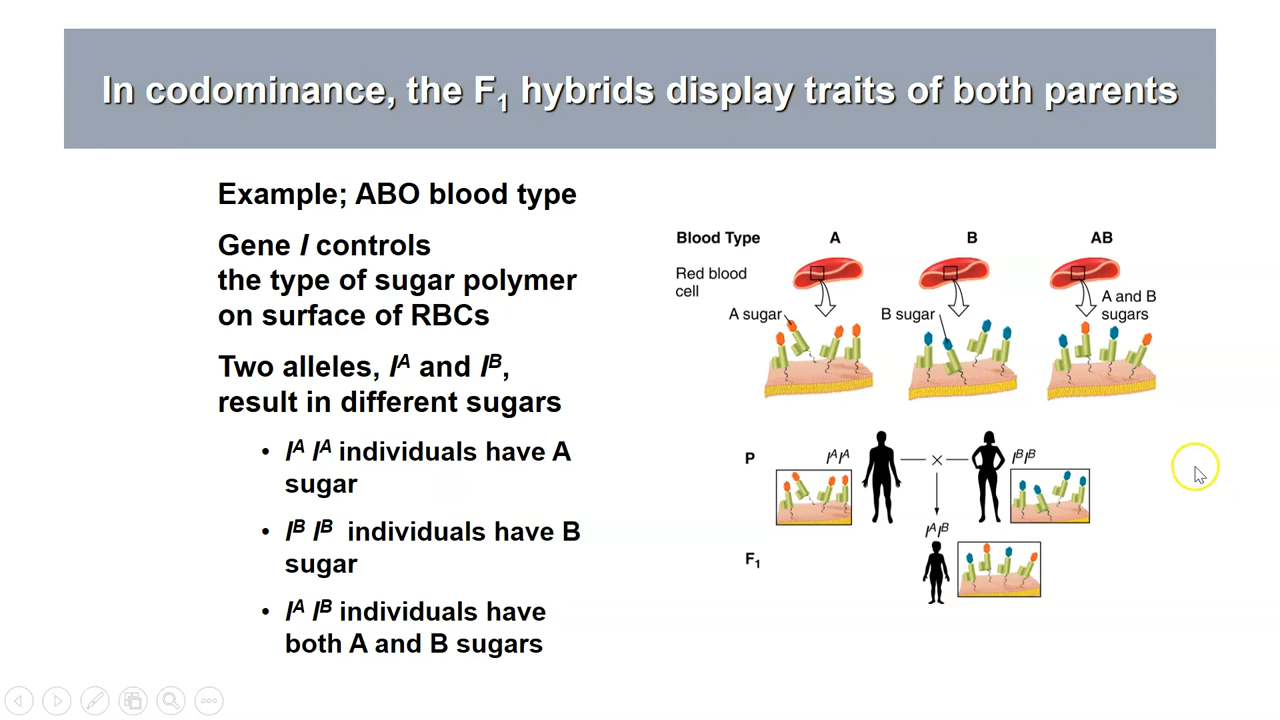 In codominance, the F₁ hybrids display traits of both parents
Example; ABO blood type
Gene I controls
the type of sugar polymer
on surface of RBCs
Two alleles, Iᴬ and Iᴮ,
result in different sugars
• Iᴬ Iᴬ individuals have A
sugar
• Iᴮ Iᴮ individuals have B
sugar
• Iᴬ Iᴮ individuals have
both A and B sugars
Blood Type A B AB
Red blood
cell
A and B
sugars
A sugar
B sugar
P
IᴬIᴬ
×
IᴮIᴮ
IᴬIᴮ
F₁